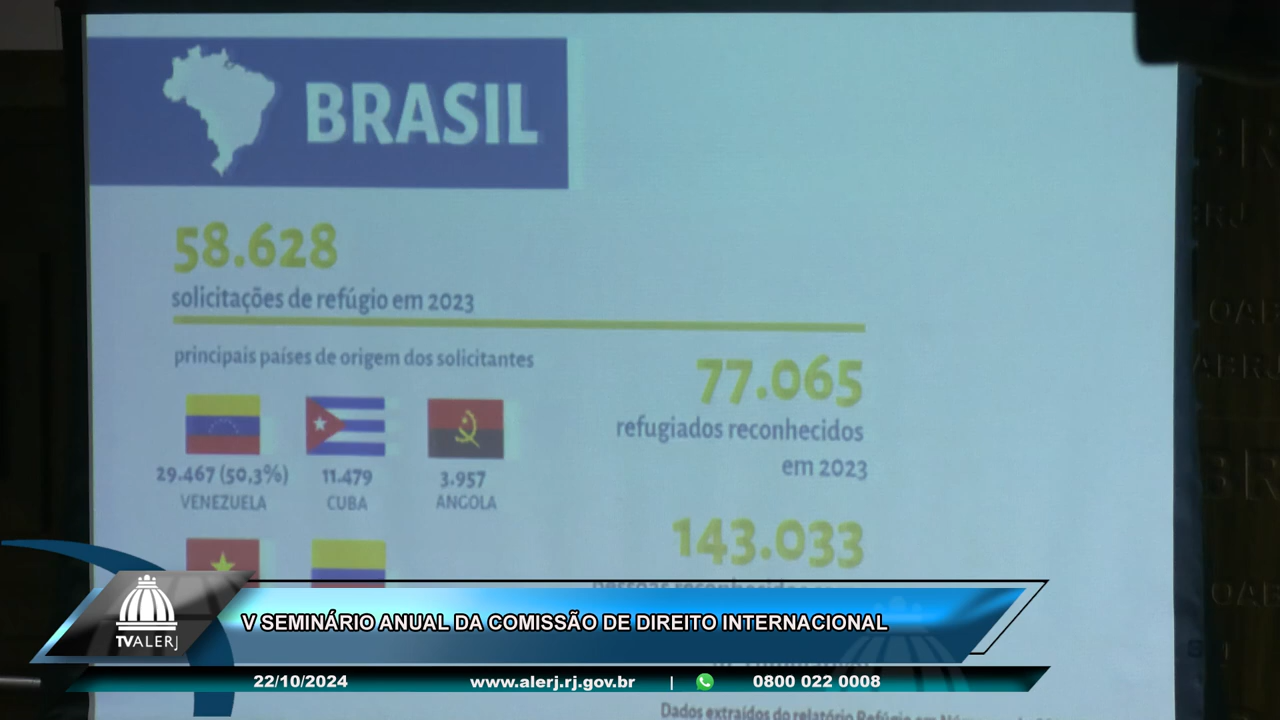 BRASIL
58.628
solicitações de refúgio em 2023
principais países de origem dos solicitantes
29.467 (50,3%)
VENEZUELA
11.479
CUBA
3.957
ANGOLA
77.065
refugiados reconhecidos
em 2023
143.033
pessoas reconhecidas
V SEMINÁRIO ANUAL DA COMISSÃO DE DIREITO INTERNACIONAL
TVALERJ
22/10/2024
www.alerj.rj.gov.br | 0800 022 0008
Dados extraídos do relatório Refúgio em Números